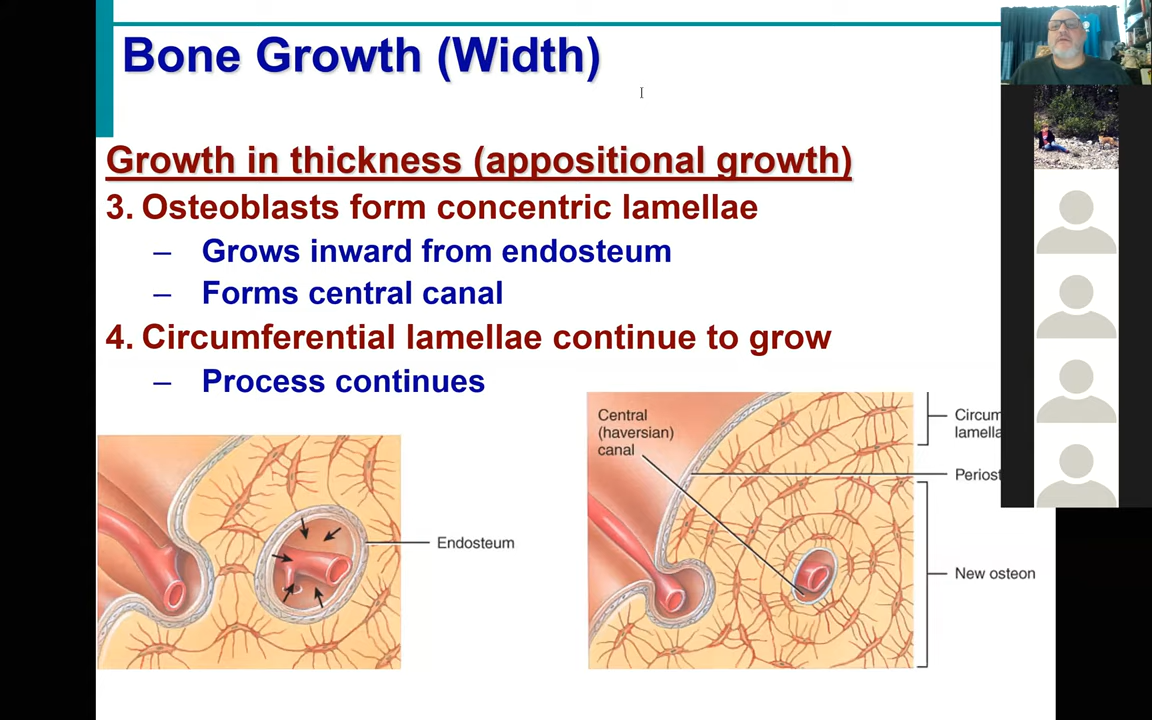 Bone Growth (Width)
Growth in thickness (appositional growth)
3. Osteoblasts form concentric lamellae
– Grows inward from endosteum
– Forms central canal
4. Circumferential lamellae continue to grow
– Process continues
Endosteum
Central
(haversian)
canal
Circum
lamella
Periost
New osteon